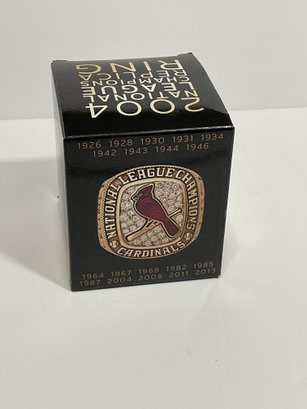 2004
NATIONAL
LEAGUE
CHAMPIONS
REPLICA
RING
1926 1928 1930 1931 1934
1942 1943 1944 1946
NATIONAL LEAGUE CHAMPIONS
CARDINALS
1964 1967 1968 1982 1985
1987 2004 2006 2011 2013